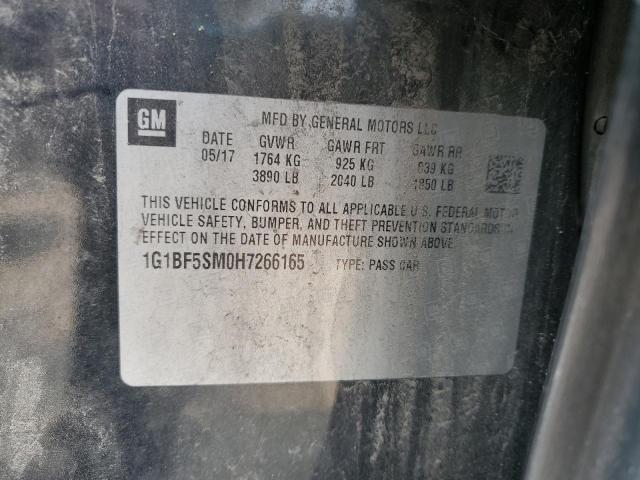 GM
MFD BY GENERAL MOTORS LLC
DATE GVWR GAWR FRT GAWR RR
05/17 1764 KG 925 KG 839 KG
3890 LB 2040 LB 1850 LB
THIS VEHICLE CONFORMS TO ALL APPLICABLE U.S. FEDERAL MOTOR
VEHICLE SAFETY, BUMPER, AND THEFT PREVENTION STANDARDS IN
EFFECT ON THE DATE OF MANUFACTURE SHOWN ABOVE.
1G1BF5SM0H7266165 TYPE: PASS CAR